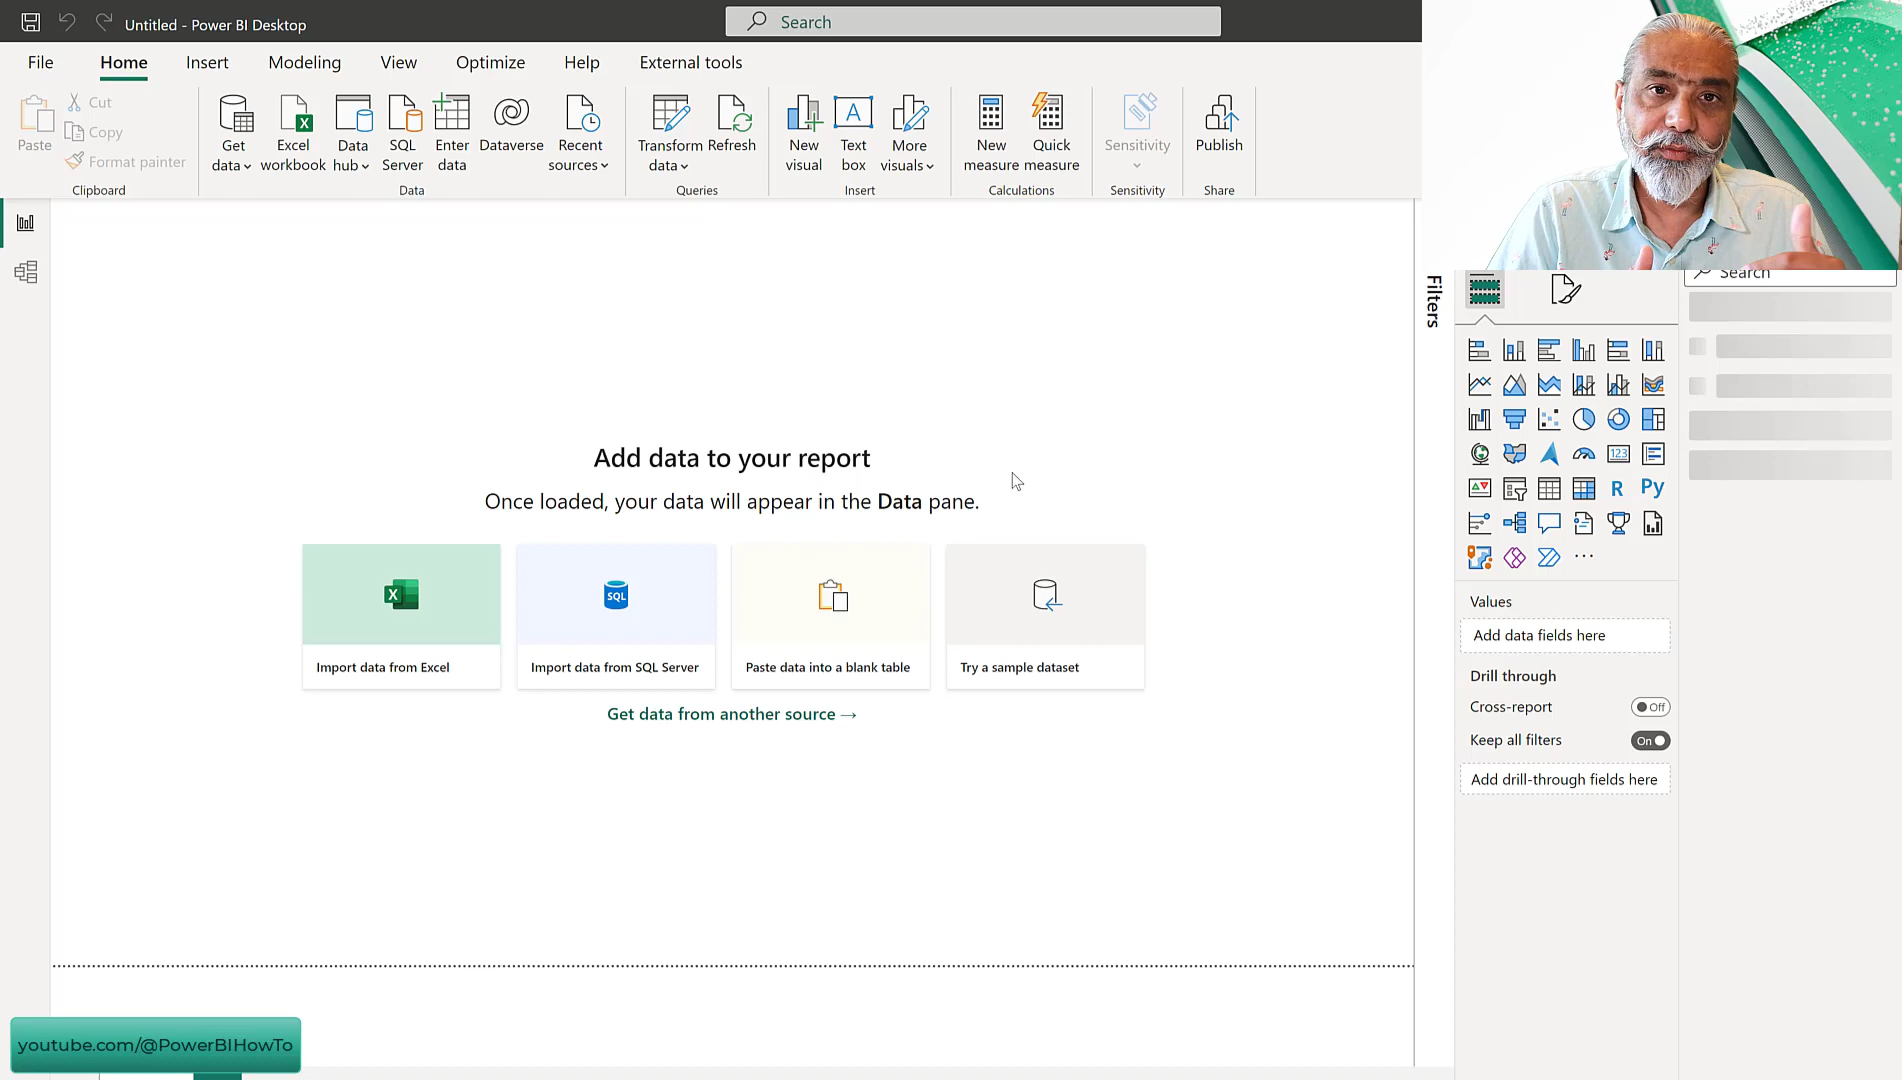 Untitled - Power BI Desktop
Search
File
Home
Insert
Modeling
View
Optimize
Help
External tools
Paste
Cut
Copy
Format painter
Clipboard
Get data
Excel workbook
Data hub
SQL Server
Enter data
Dataverse
Recent sources
Data
Transform data
Refresh
Queries
New visual
Text box
More visuals
Insert
New measure
Quick measure
Calculations
Sensitivity
Sensitivity
Publish
Share
Filters
Search
Add data to your report
Once loaded, your data will appear in the Data pane.
SQL
Import data from Excel
Import data from SQL Server
Paste data into a blank table
Try a sample dataset
Get data from another source →
123
R
Py
Values
Add data fields here
Drill through
Cross-report
Off
Keep all filters
On
Add drill-through fields here
youtube.com/@PowerBIHowTo